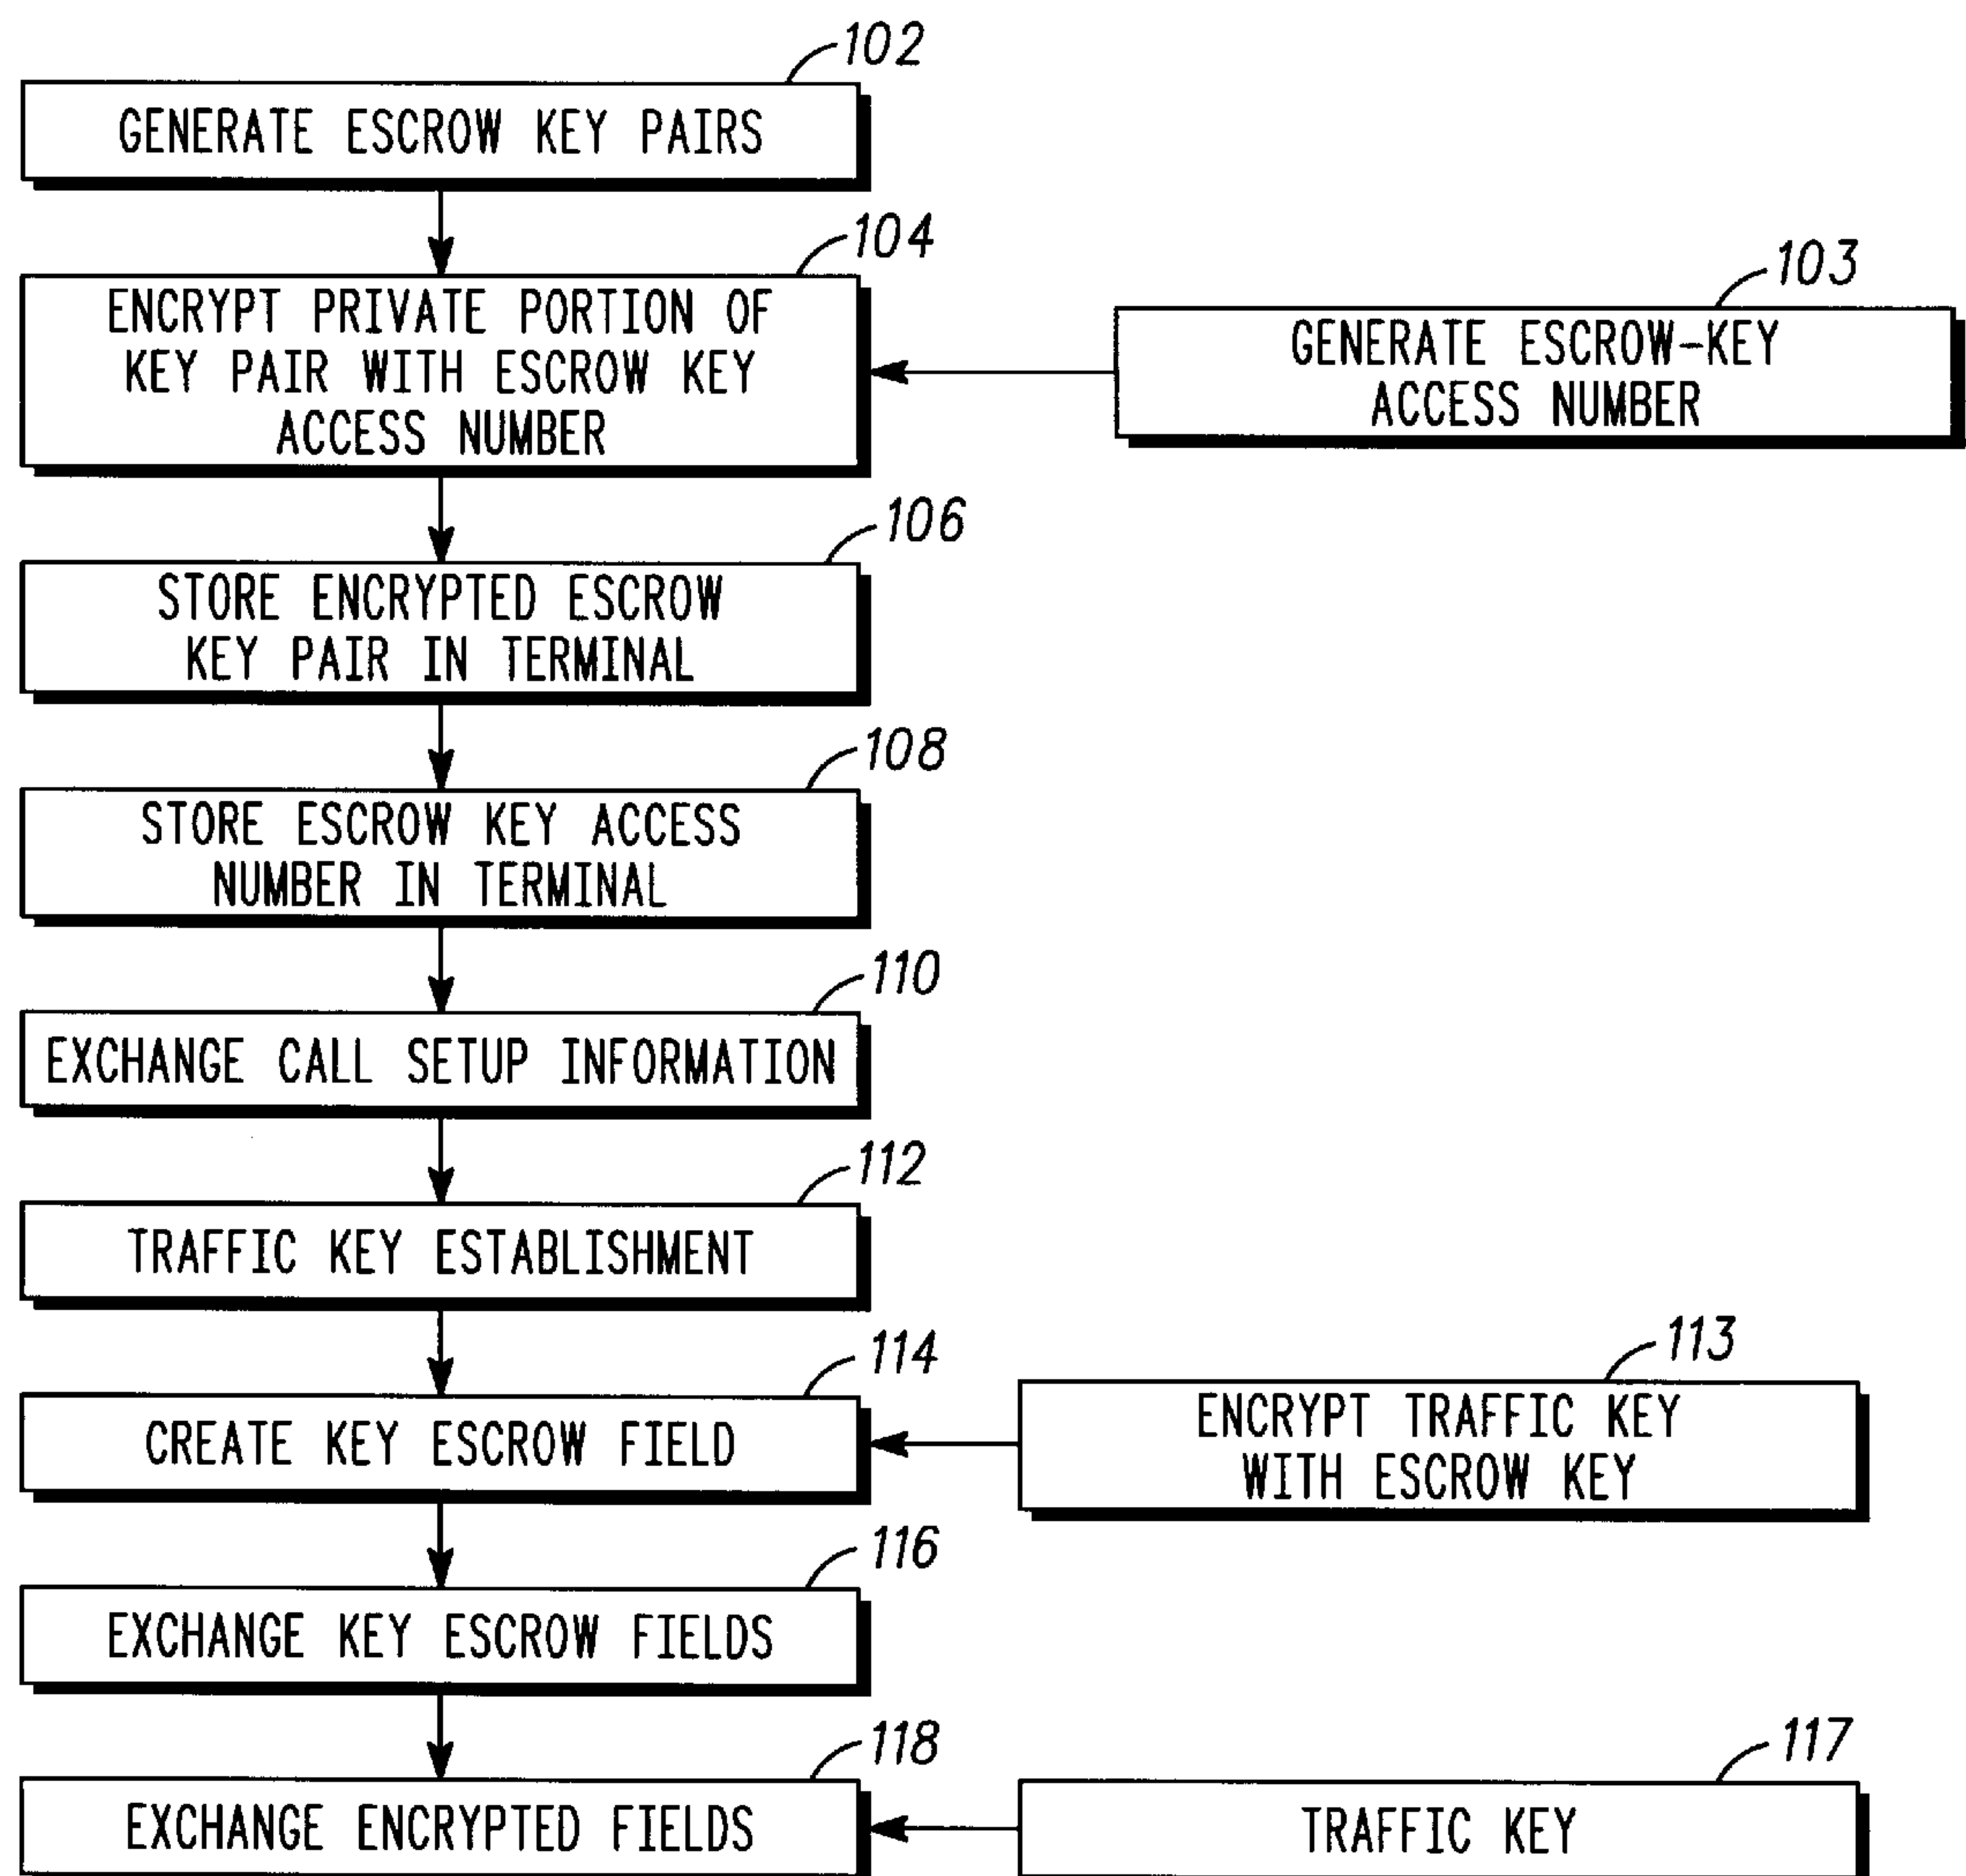 102
GENERATE ESCROW KEY PAIRS
104
ENCRYPT PRIVATE PORTION OF
KEY PAIR WITH ESCROW KEY
ACCESS NUMBER
103
GENERATE ESCROW-KEY
ACCESS NUMBER
106
STORE ENCRYPTED ESCROW
KEY PAIR IN TERMINAL
108
STORE ESCROW KEY ACCESS
NUMBER IN TERMINAL
110
EXCHANGE CALL SETUP INFORMATION
112
TRAFFIC KEY ESTABLISHMENT
114
CREATE KEY ESCROW FIELD
113
ENCRYPT TRAFFIC KEY
WITH ESCROW KEY
116
EXCHANGE KEY ESCROW FIELDS
118
EXCHANGE ENCRYPTED FIELDS
117
TRAFFIC KEY